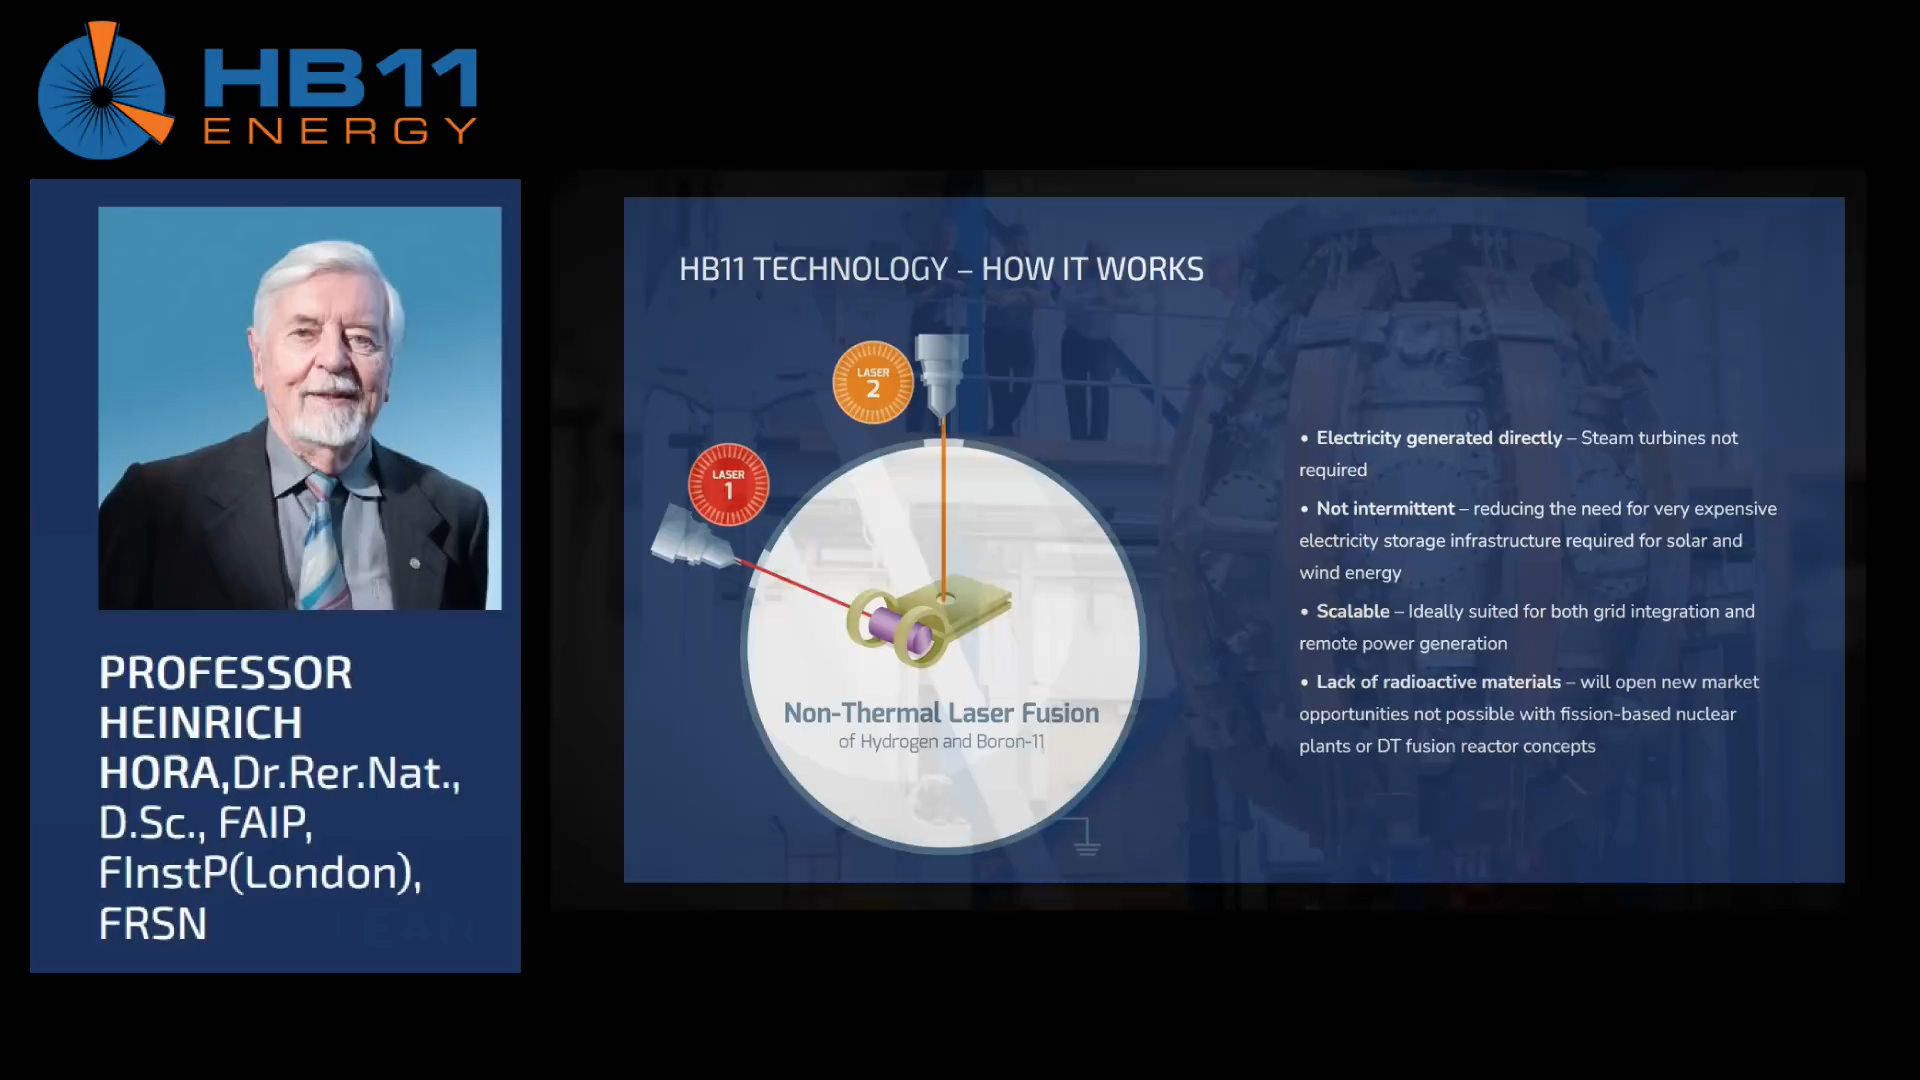 HB11
ENERGY
PROFESSOR
HEINRICH
HORA,Dr.Rer.Nat.,
D.Sc., FAIP,
FInstP(London),
FRSN
HB11 TECHNOLOGY – HOW IT WORKS
LASER
2
LASER
1
Non-Thermal Laser Fusion
of Hydrogen and Boron-11
• Electricity generated directly – Steam turbines not
required
• Not intermittent – reducing the need for very expensive
electricity storage infrastructure required for solar and
wind energy
• Scalable – Ideally suited for both grid integration and
remote power generation
• Lack of radioactive materials – will open new market
opportunities not possible with fission-based nuclear
plants or DT fusion reactor concepts